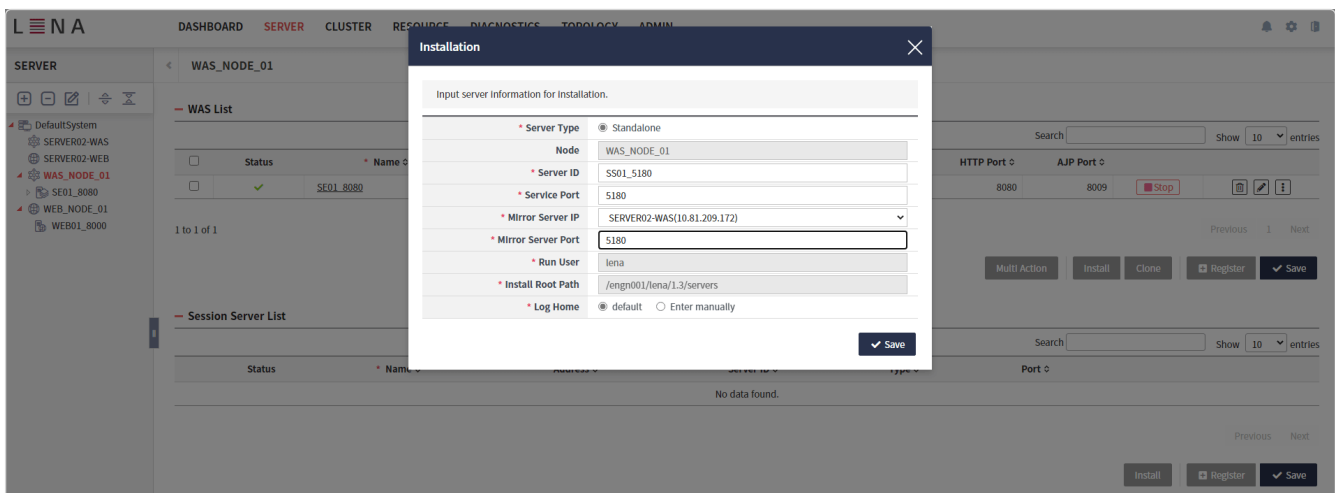 LENA
DASHBOARD SERVER CLUSTER RESOURCE DIAGNOSTICS TOPOLOGY ADMIN
SERVER
WAS_NODE_01
DefaultSystem
SERVER02-WAS
SERVER02-WEB
WAS_NODE_01
SE01_8080
WEB_NODE_01
WEB01_8000
WAS List
Search Show 10 entries
Status * Name HTTP Port AJP Port
SE01_8080 8080 8009 Stop
1 to 1 of 1 Previous 1 Next
Multi Action Install Clone Register Save
Installation
Input server information for installation.
* Server Type Standalone
Node WAS_NODE_01
* Server ID SS01_5180
* Service Port 5180
* Mirror Server IP SERVER02-WAS(10.81.209.172)
* Mirror Server Port 5180
* Run User lena
* Install Root Path /engn001/lena/1.3/servers
* Log Home default Enter manually
Save
Session Server List
Search Show 10 entries
Status * Name Address Server ID Type Port
No data found.
Previous Next
Install Register Save